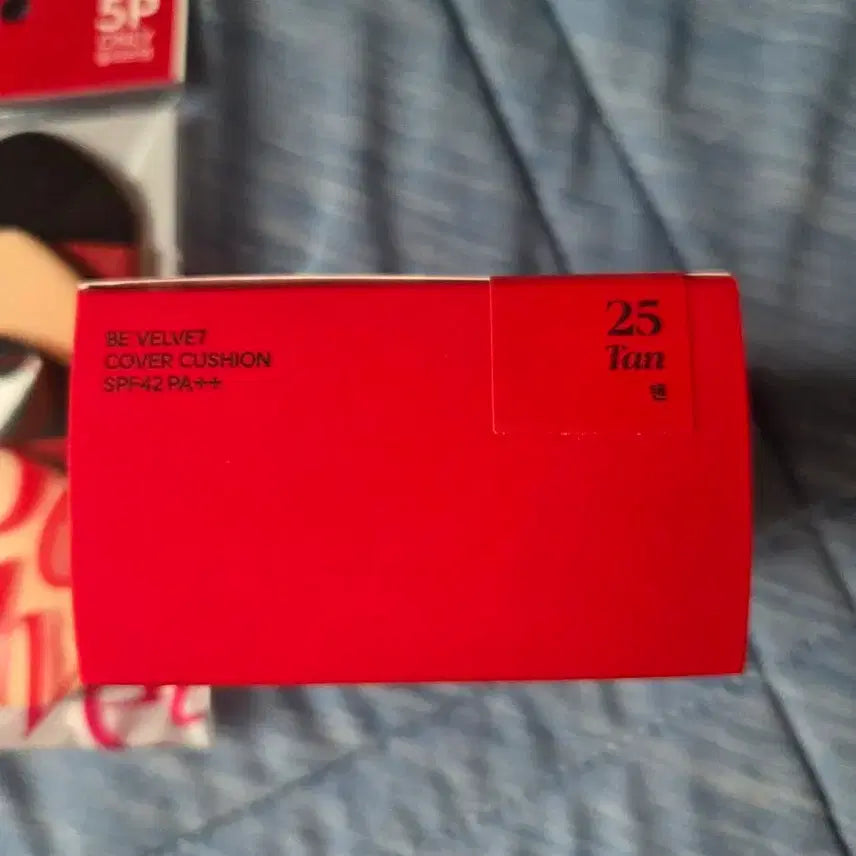 5P
BE VELVET
COVER CUSHION
SPF42 PA++
25
Tan
탠